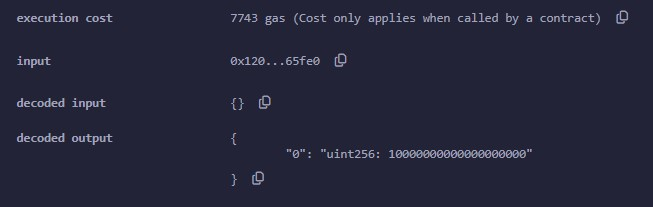 execution cost 7743 gas (Cost only applies when called by a contract)
input 0x120...65fe0
decoded input {}
decoded output {
"0": "uint256: 10000000000000000000"
}